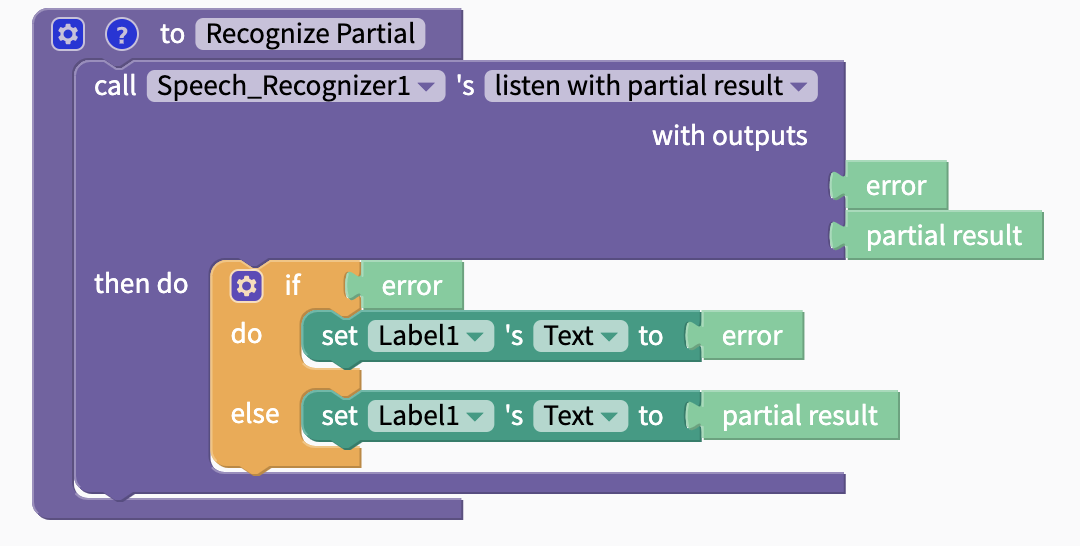 ? to Recognize Partial
call Speech_Recognizer1 's listen with partial result
with outputs
error
partial result
then do if error
do set Label1 's Text to error
else set Label1 's Text to partial result